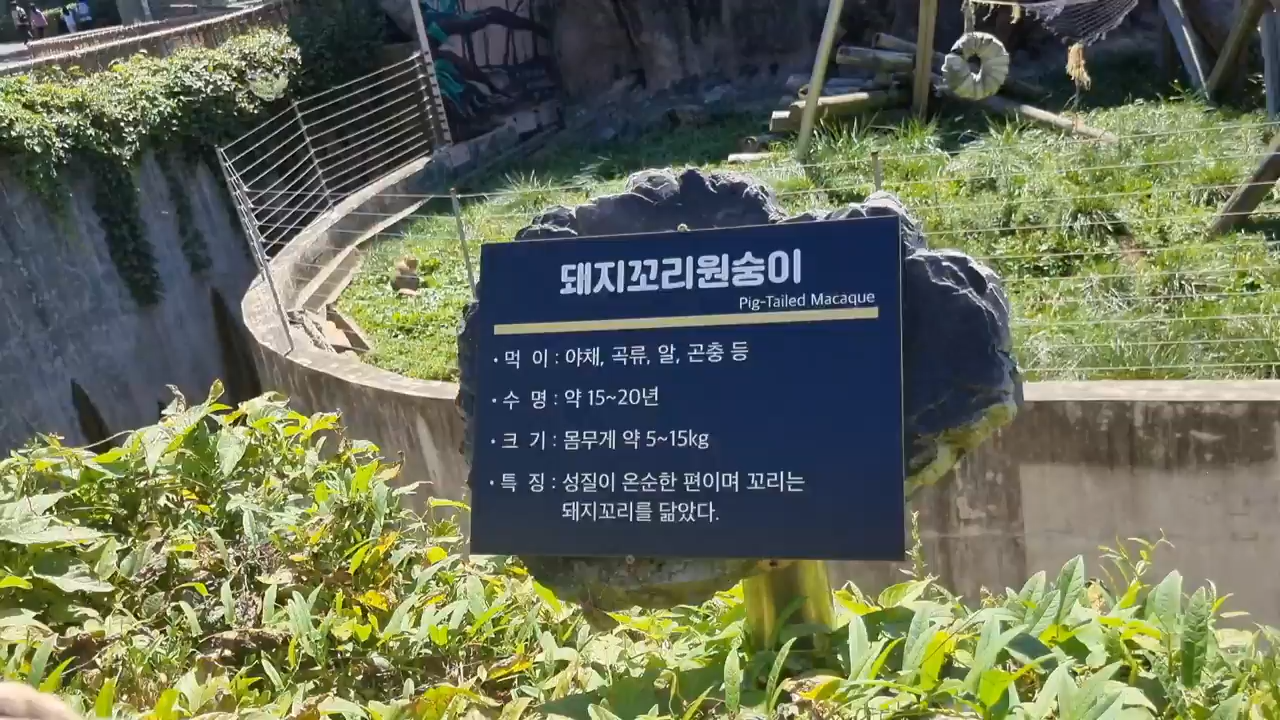 돼지꼬리원숭이
Pig-Tailed Macaque
· 먹 이 : 야채, 곡류, 알, 곤충 등
· 수 명 : 약 15~20년
· 크 기 : 몸무게 약 5~15kg
· 특 징 : 성질이 온순한 편이며 꼬리는
돼지꼬리를 닮았다.